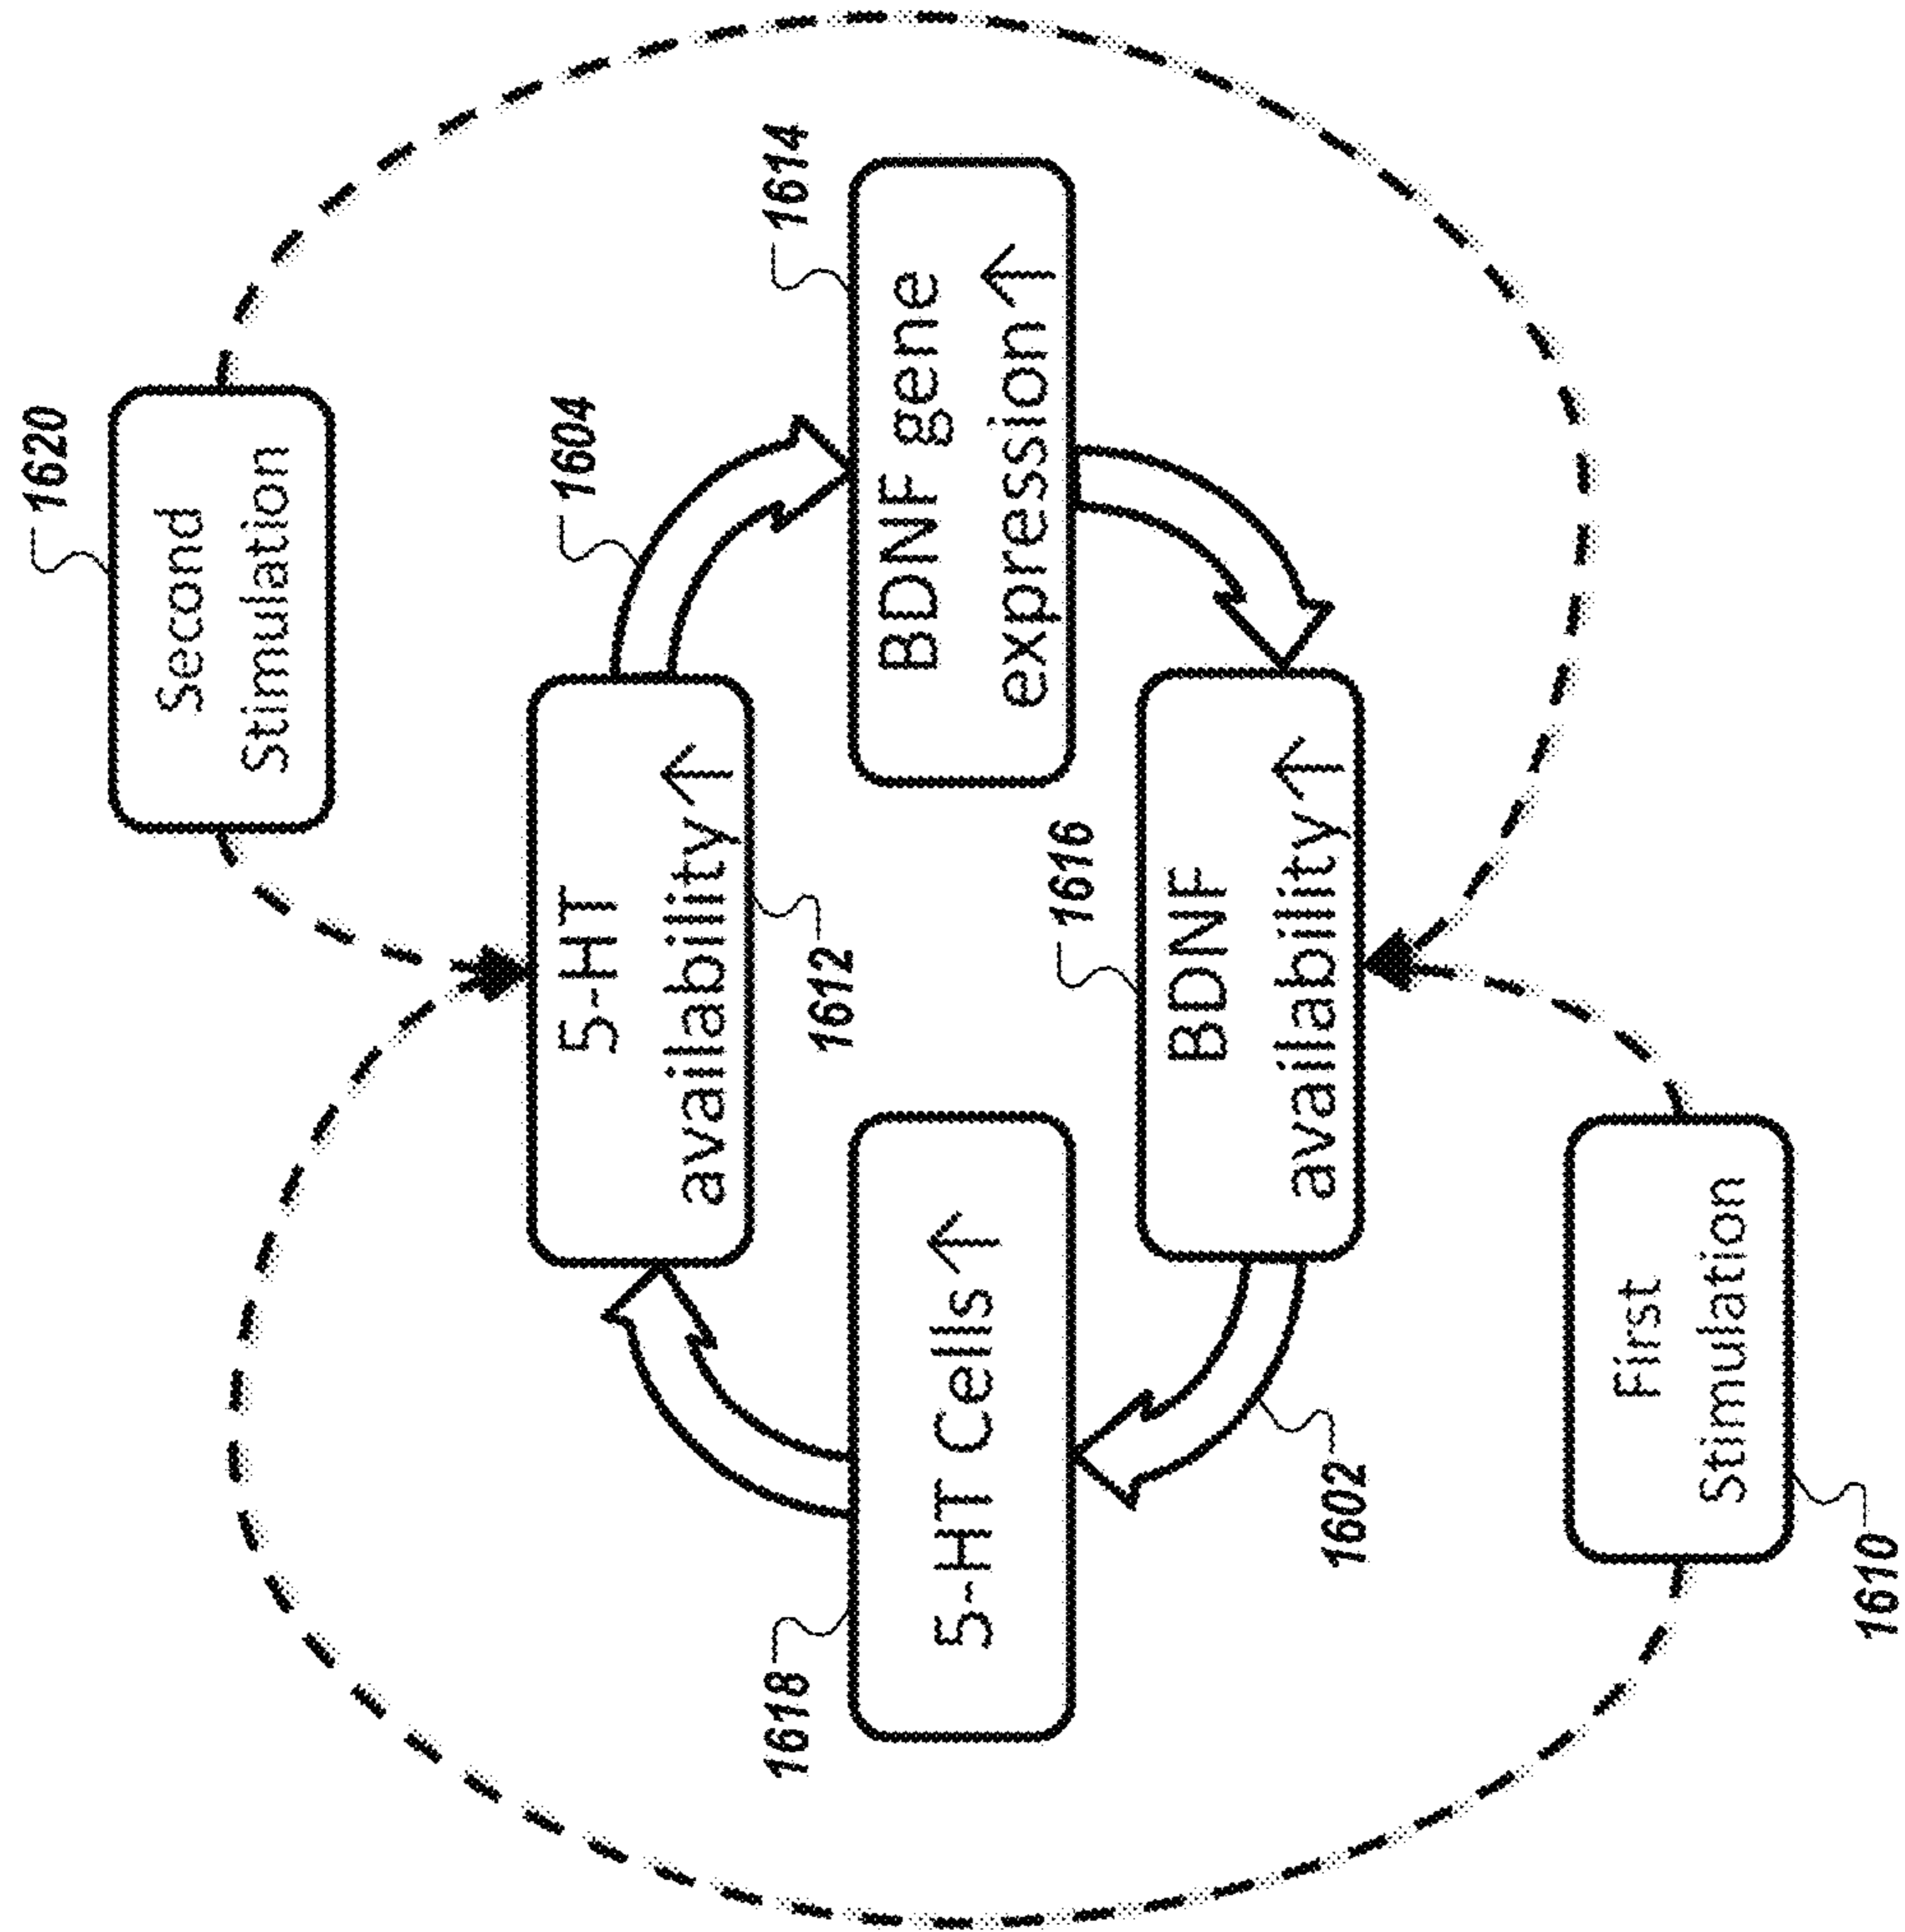 1620
Second
Stimulation
1604
5-HT
availability↑
1612
1614
BDNF gene
expression↑
1618
5-HT Cells↑
1616
BDNF
availability↑
1602
First
Stimulation
1610